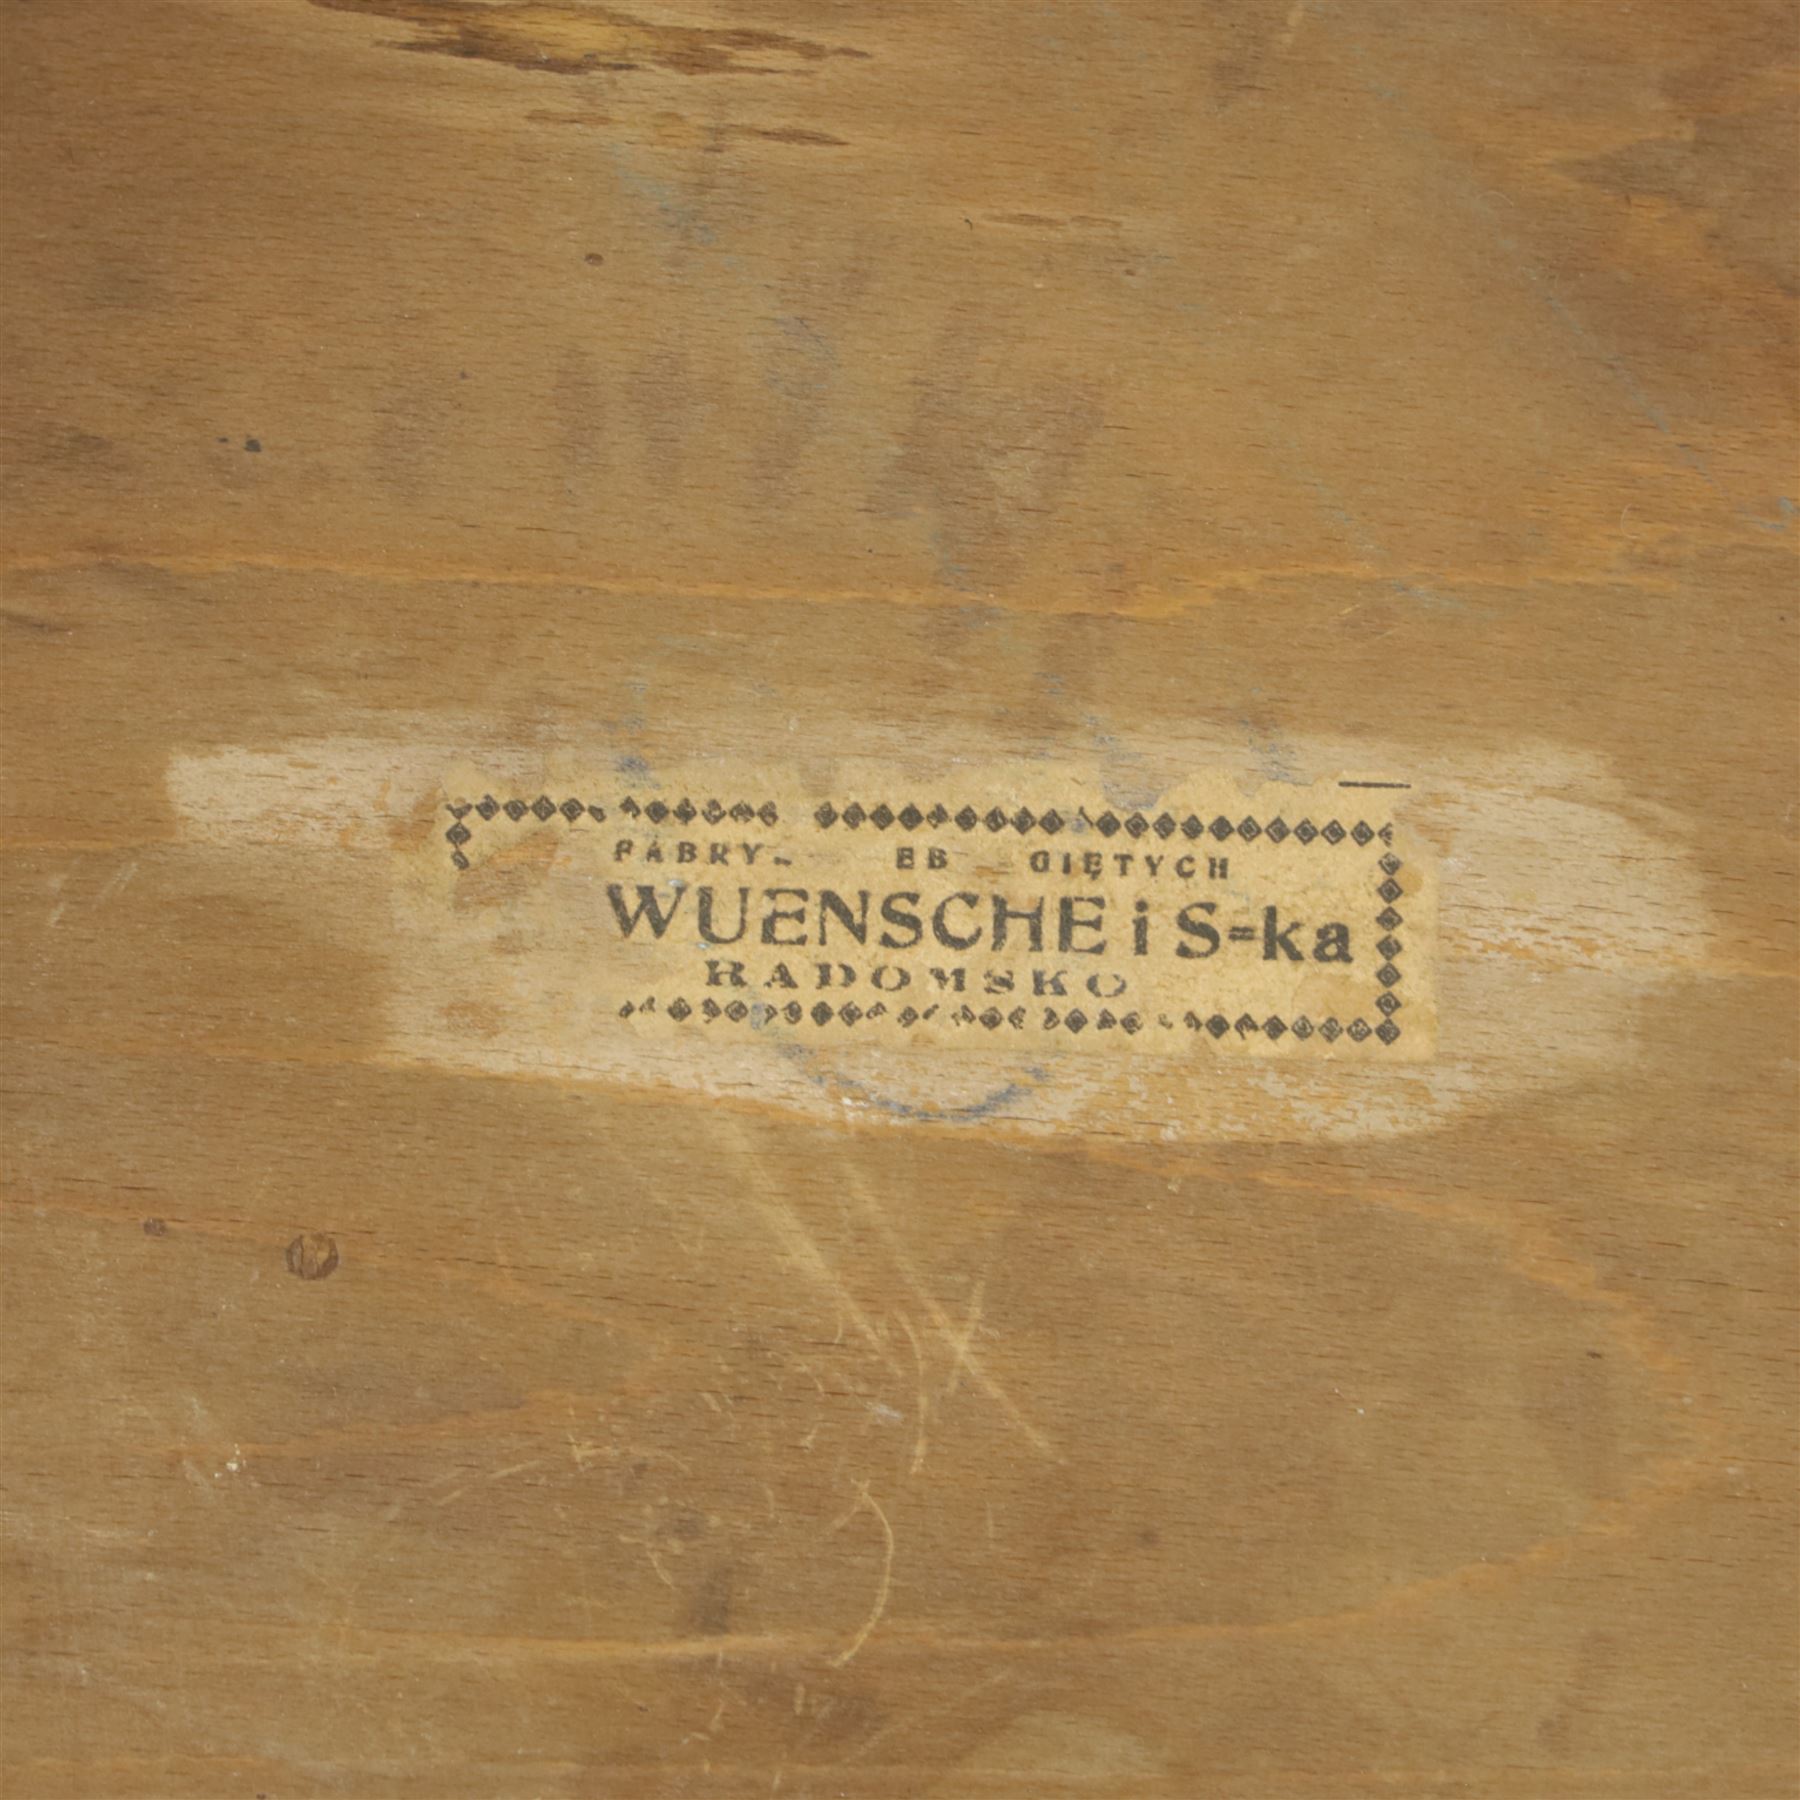 FABRY EB GIĘTYCH
WUENSCHE i S=ka
RADOMSKO